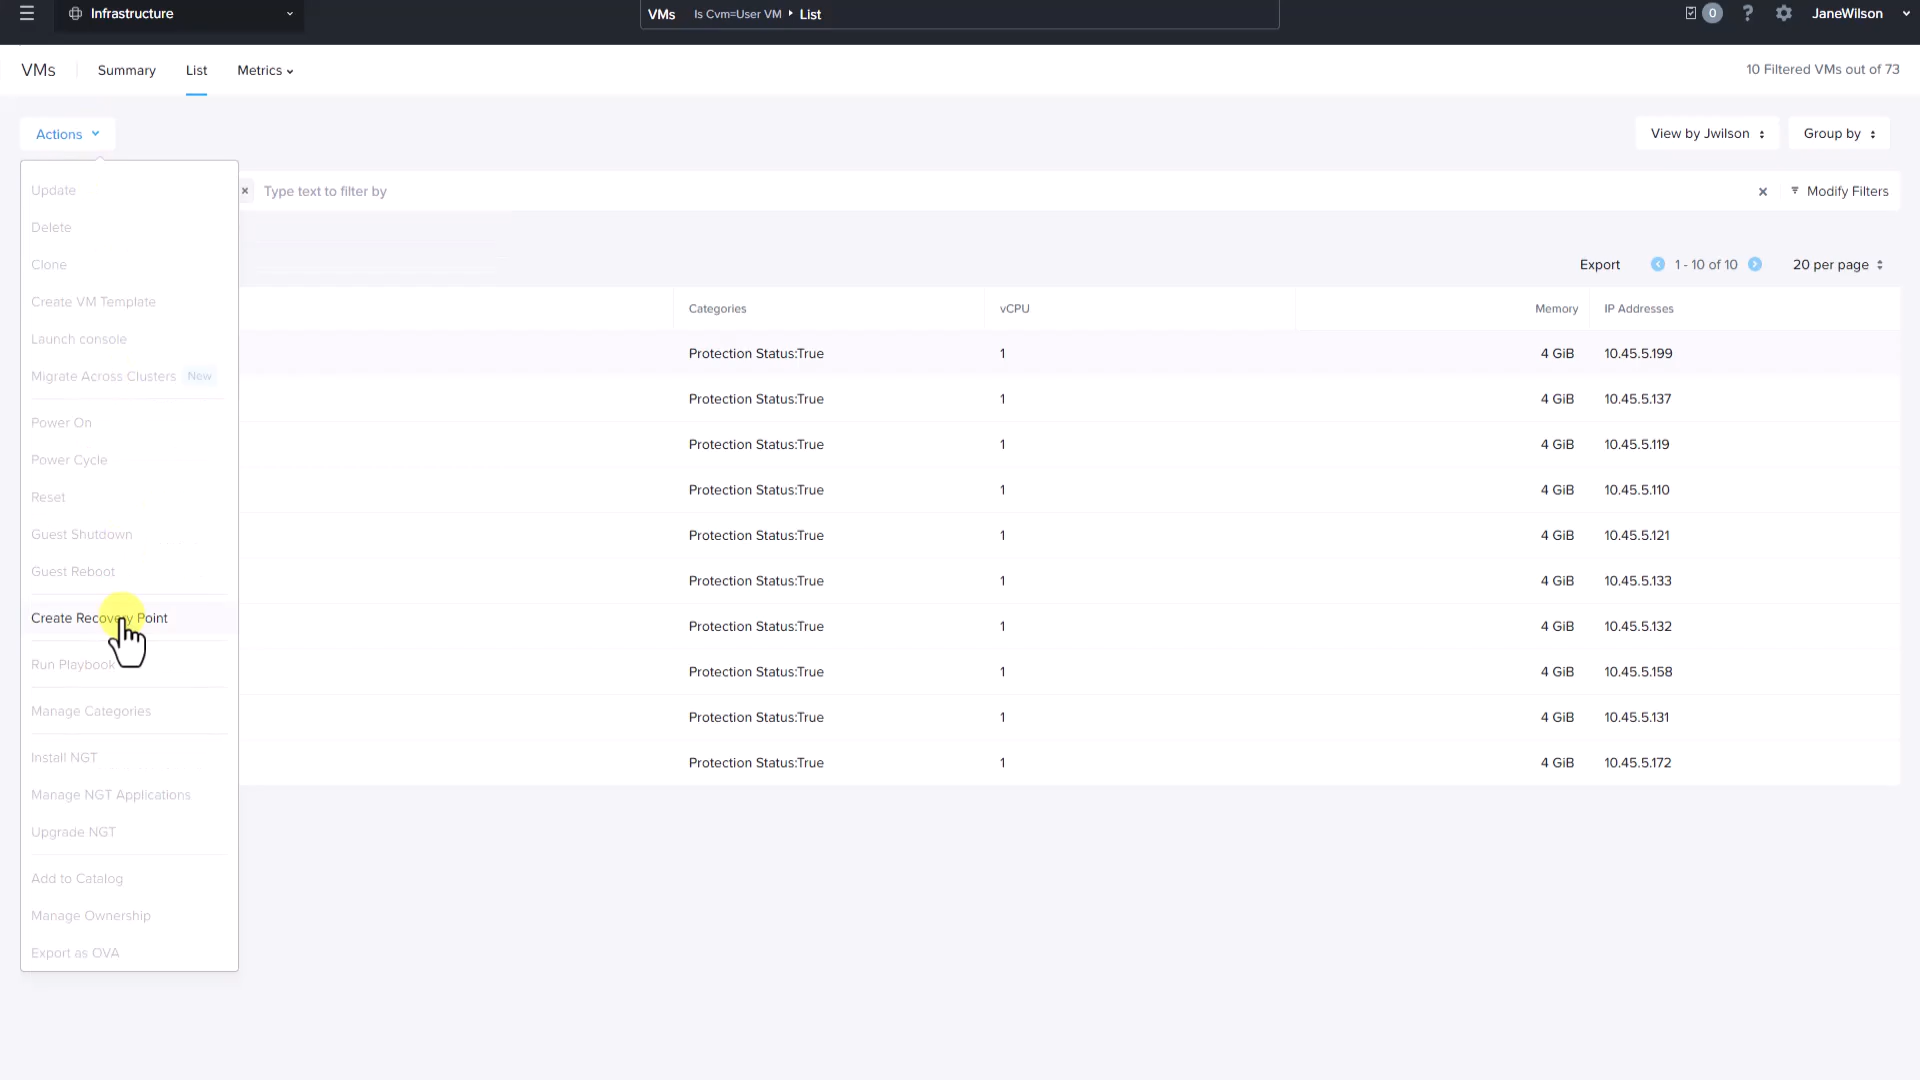 Infrastructure
VMs Is Cvm=User VM ‣ List
0 ? JaneWilson
VMs Summary List Metrics
10 Filtered VMs out of 73
Actions
View by Jwilson Group by
Update
× Type text to filter by × Modify Filters
Delete
Clone
Export 1 - 10 of 10 20 per page
Create VM Template
Categories vCPU Memory IP Addresses
Launch console
Protection Status:True 1 4 GiB 10.45.5.199
Migrate Across Clusters New
Protection Status:True 1 4 GiB 10.45.5.137
Power On
Protection Status:True 1 4 GiB 10.45.5.119
Power Cycle
Protection Status:True 1 4 GiB 10.45.5.110
Reset
Guest Shutdown
Protection Status:True 1 4 GiB 10.45.5.121
Guest Reboot
Protection Status:True 1 4 GiB 10.45.5.133
Create Recovery Point
Protection Status:True 1 4 GiB 10.45.5.132
Run Playbook
Protection Status:True 1 4 GiB 10.45.5.158
Manage Categories
Protection Status:True 1 4 GiB 10.45.5.131
Install NGT
Protection Status:True 1 4 GiB 10.45.5.172
Manage NGT Applications
Upgrade NGT
Add to Catalog
Manage Ownership
Export as OVA